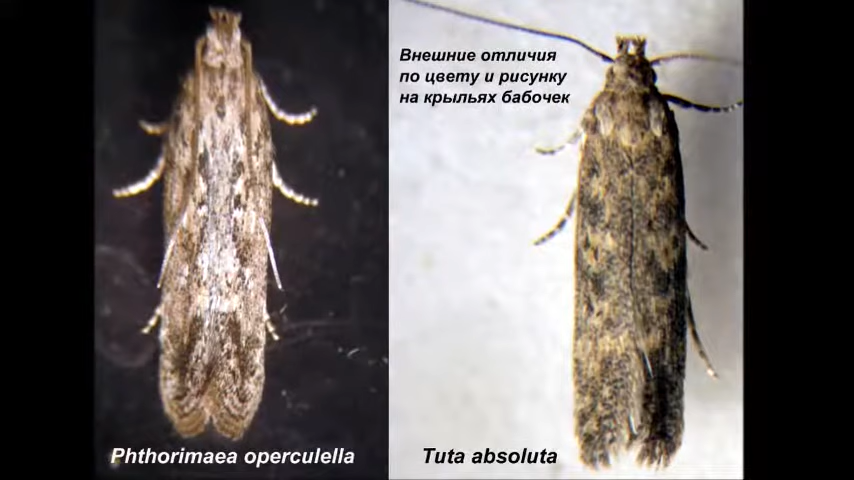 Внешние отличия
по цвету и рисунку
на крыльях бабочек
Phthorimaea operculella
Tuta absoluta